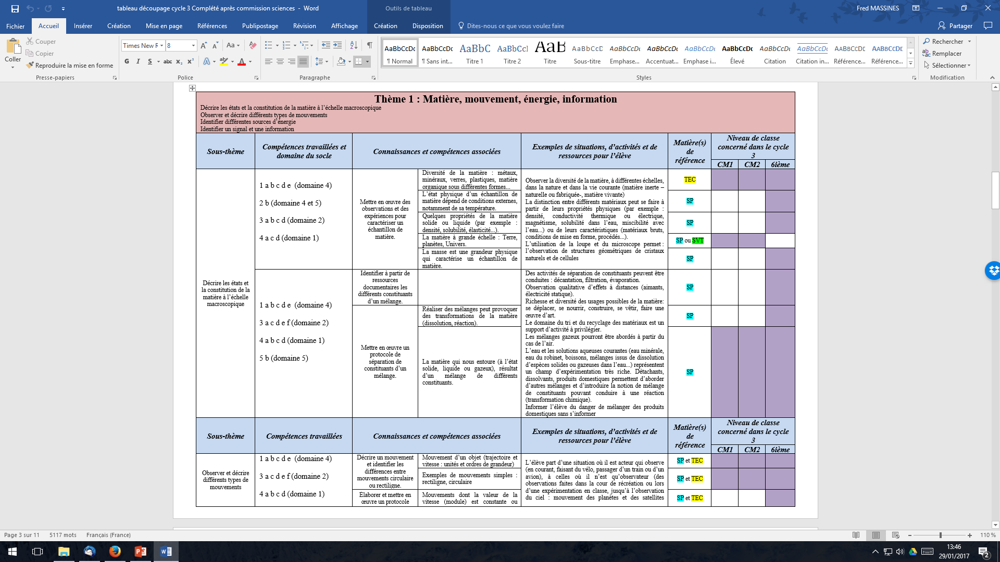 tableau découpage cycle 3 Complété après commission sciences - Word
Outils de tableau
Fred MASSINES
Fichier
Accueil
Insérer
Création
Mise en page
Références
Publipostage
Révision
Affichage
Création
Disposition
Dites-nous ce que vous voulez faire
Partager
Coller
Couper
Copier
Reproduire la mise en forme
Presse-papiers
Times New R
8
Aa
G I S abc x₂ x²
Police
Paragraphe
AaBbCcDc
¶ Normal
AaBbCcDc
¶ Sans int...
AaBbC
Titre 1
AaBbCcI
Titre 2
AaB
Titre
AaBbCcD
Sous-titre
AaBbCcDc
Emphase...
AaBbCcDc
Accentuat...
AaBbCcDc
Emphase i...
AaBbCcDc
Élevé
AaBbCcDc
Citation
AaBbCcDc
Citation in...
AABBCCDE
Référence...
AABBCCDE
Référence...
Styles
Rechercher
Remplacer
Sélectionner
Modification
Thème 1 : Matière, mouvement, énergie, information
Décrire les états et la constitution de la matière à l’échelle macroscopique
Observer et décrire différents types de mouvements
Identifier différentes sources d’énergie
Identifier un signal et une information
Sous-thème
Compétences travaillées et
domaine du socle
Connaissances et compétences associées
Exemples de situations, d’activités et de
ressources pour l’élève
Matière(s)
de
référence
Niveau de classe
concerné dans le cycle
3
CM1
CM2
6ième
Décrire les états et
la constitution de la
matière à l’échelle
macroscopique
1 a b c d e (domaine 4)
2 b (domaine 4 et 5)
3 a b c d (domaine 2)
4 a c d (domaine 1)
Mettre en œuvre des
observations et des
expériences pour
caractériser un
échantillon de
matière.
Diversité de la matière : métaux,
minéraux, verres, plastiques, matière
organique sous différentes formes...
L’état physique d’un échantillon de
matière dépend de conditions externes,
notamment de sa température.
Quelques propriétés de la matière
solide ou liquide (par exemple :
densité, solubilité, élasticité...).
La matière à grande échelle : Terre,
planètes, Univers.
La masse est une grandeur physique
qui caractérise un échantillon de
matière.
Observer la diversité de la matière, à différentes échelles,
dans la nature et dans la vie courante (matière inerte –
naturelle ou fabriquée-, matière vivante)
La distinction entre différents matériaux peut se faire à
partir de leurs propriétés physiques (par exemple :
densité, conductivité thermique ou électrique,
magnétisme, solubilité dans l’eau, miscibilité avec
l’eau...) ou de leurs caractéristiques (matériaux bruts,
conditions de mise en forme, procédés...).
L’utilisation de la loupe et du microscope permet :
l’observation de structures géométriques de cristaux
naturels et de cellules
TEC
SP
SP
SP ou SVT
SP
1 a b c d e (domaine 4)
3 a c d e f (domaine 2)
4 a b c d (domaine 1)
5 b (domaine 5)
Identifier à partir de
ressources
documentaires les
différents constituants
d’un mélange.
Mettre en œuvre un
protocole de
séparation de
constituants d’un
mélange.
Réaliser des mélanges peut provoquer
des transformations de la matière
(dissolution, réaction).
La matière qui nous entoure (à l’état
solide, liquide ou gazeux), résultat
d’un mélange de différents
constituants.
Des activités de séparation de constituants peuvent être
conduites : décantation, filtration, évaporation.
Observation qualitative d’effets à distances (aimants,
électricité statique).
Richesse et diversité des usages possibles de la matière:
se déplacer, se nourrir, construire, se vêtir, faire une
œuvre d’art.
Le domaine du tri et du recyclage des matériaux est un
support d’activité à privilégier.
Les mélanges gazeux pourront être abordés à partir du
cas de l’air.
L’eau et les solutions aqueuses courantes (eau minérale,
eau du robinet, boissons, mélanges issus de dissolution
d’espèces solides ou gazeuses dans l’eau...) représentent
un champ d’expérimentation très riche. Détachants,
dissolvants, produits domestiques permettent d’aborder
d’autres mélanges et d’introduire la notion de mélange
de constituants pouvant conduire à une réaction
(transformation chimique).
Informer l’élève du danger de mélanger des produits
domestiques sans s’informer
SP
SP
SP
Sous-thème
Compétences travaillées
Connaissances et compétences associées
Exemples de situations, d’activités et de
ressources pour l’élève
Matière(s)
de
référence
Niveau de classe
concerné dans le cycle
3
CM1
CM2
6ième
Observer et décrire
différents types de
mouvements
1 a b c d e (domaine 4)
3 a c d e f (domaine 2)
4 a b c d (domaine 1)
Décrire un mouvement
et identifier les
différences entre
mouvements circulaire
ou rectiligne.
Élaborer et mettre en
œuvre un protocole
Mouvement d’un objet (trajectoire et
vitesse : unités et ordres de grandeur)
Exemples de mouvements simples :
rectiligne, circulaire
Mouvements dont la valeur de la
vitesse (module) est constante ou
L’élève part d’une situation où il est acteur qui observe
(en courant, faisant du vélo, passager d’un train ou d’un
avion), à celles où il n’est qu’observateur (des
observations faites dans la cour de récréation ou lors
d’une expérimentation en classe, jusqu’à l’observation
du ciel : mouvement des planètes et des satellites
SP et TEC
SP et TEC
SP et TEC
Page 3 sur 11
5117 mots
Français (France)
110 %
13:46
29/01/2017
2